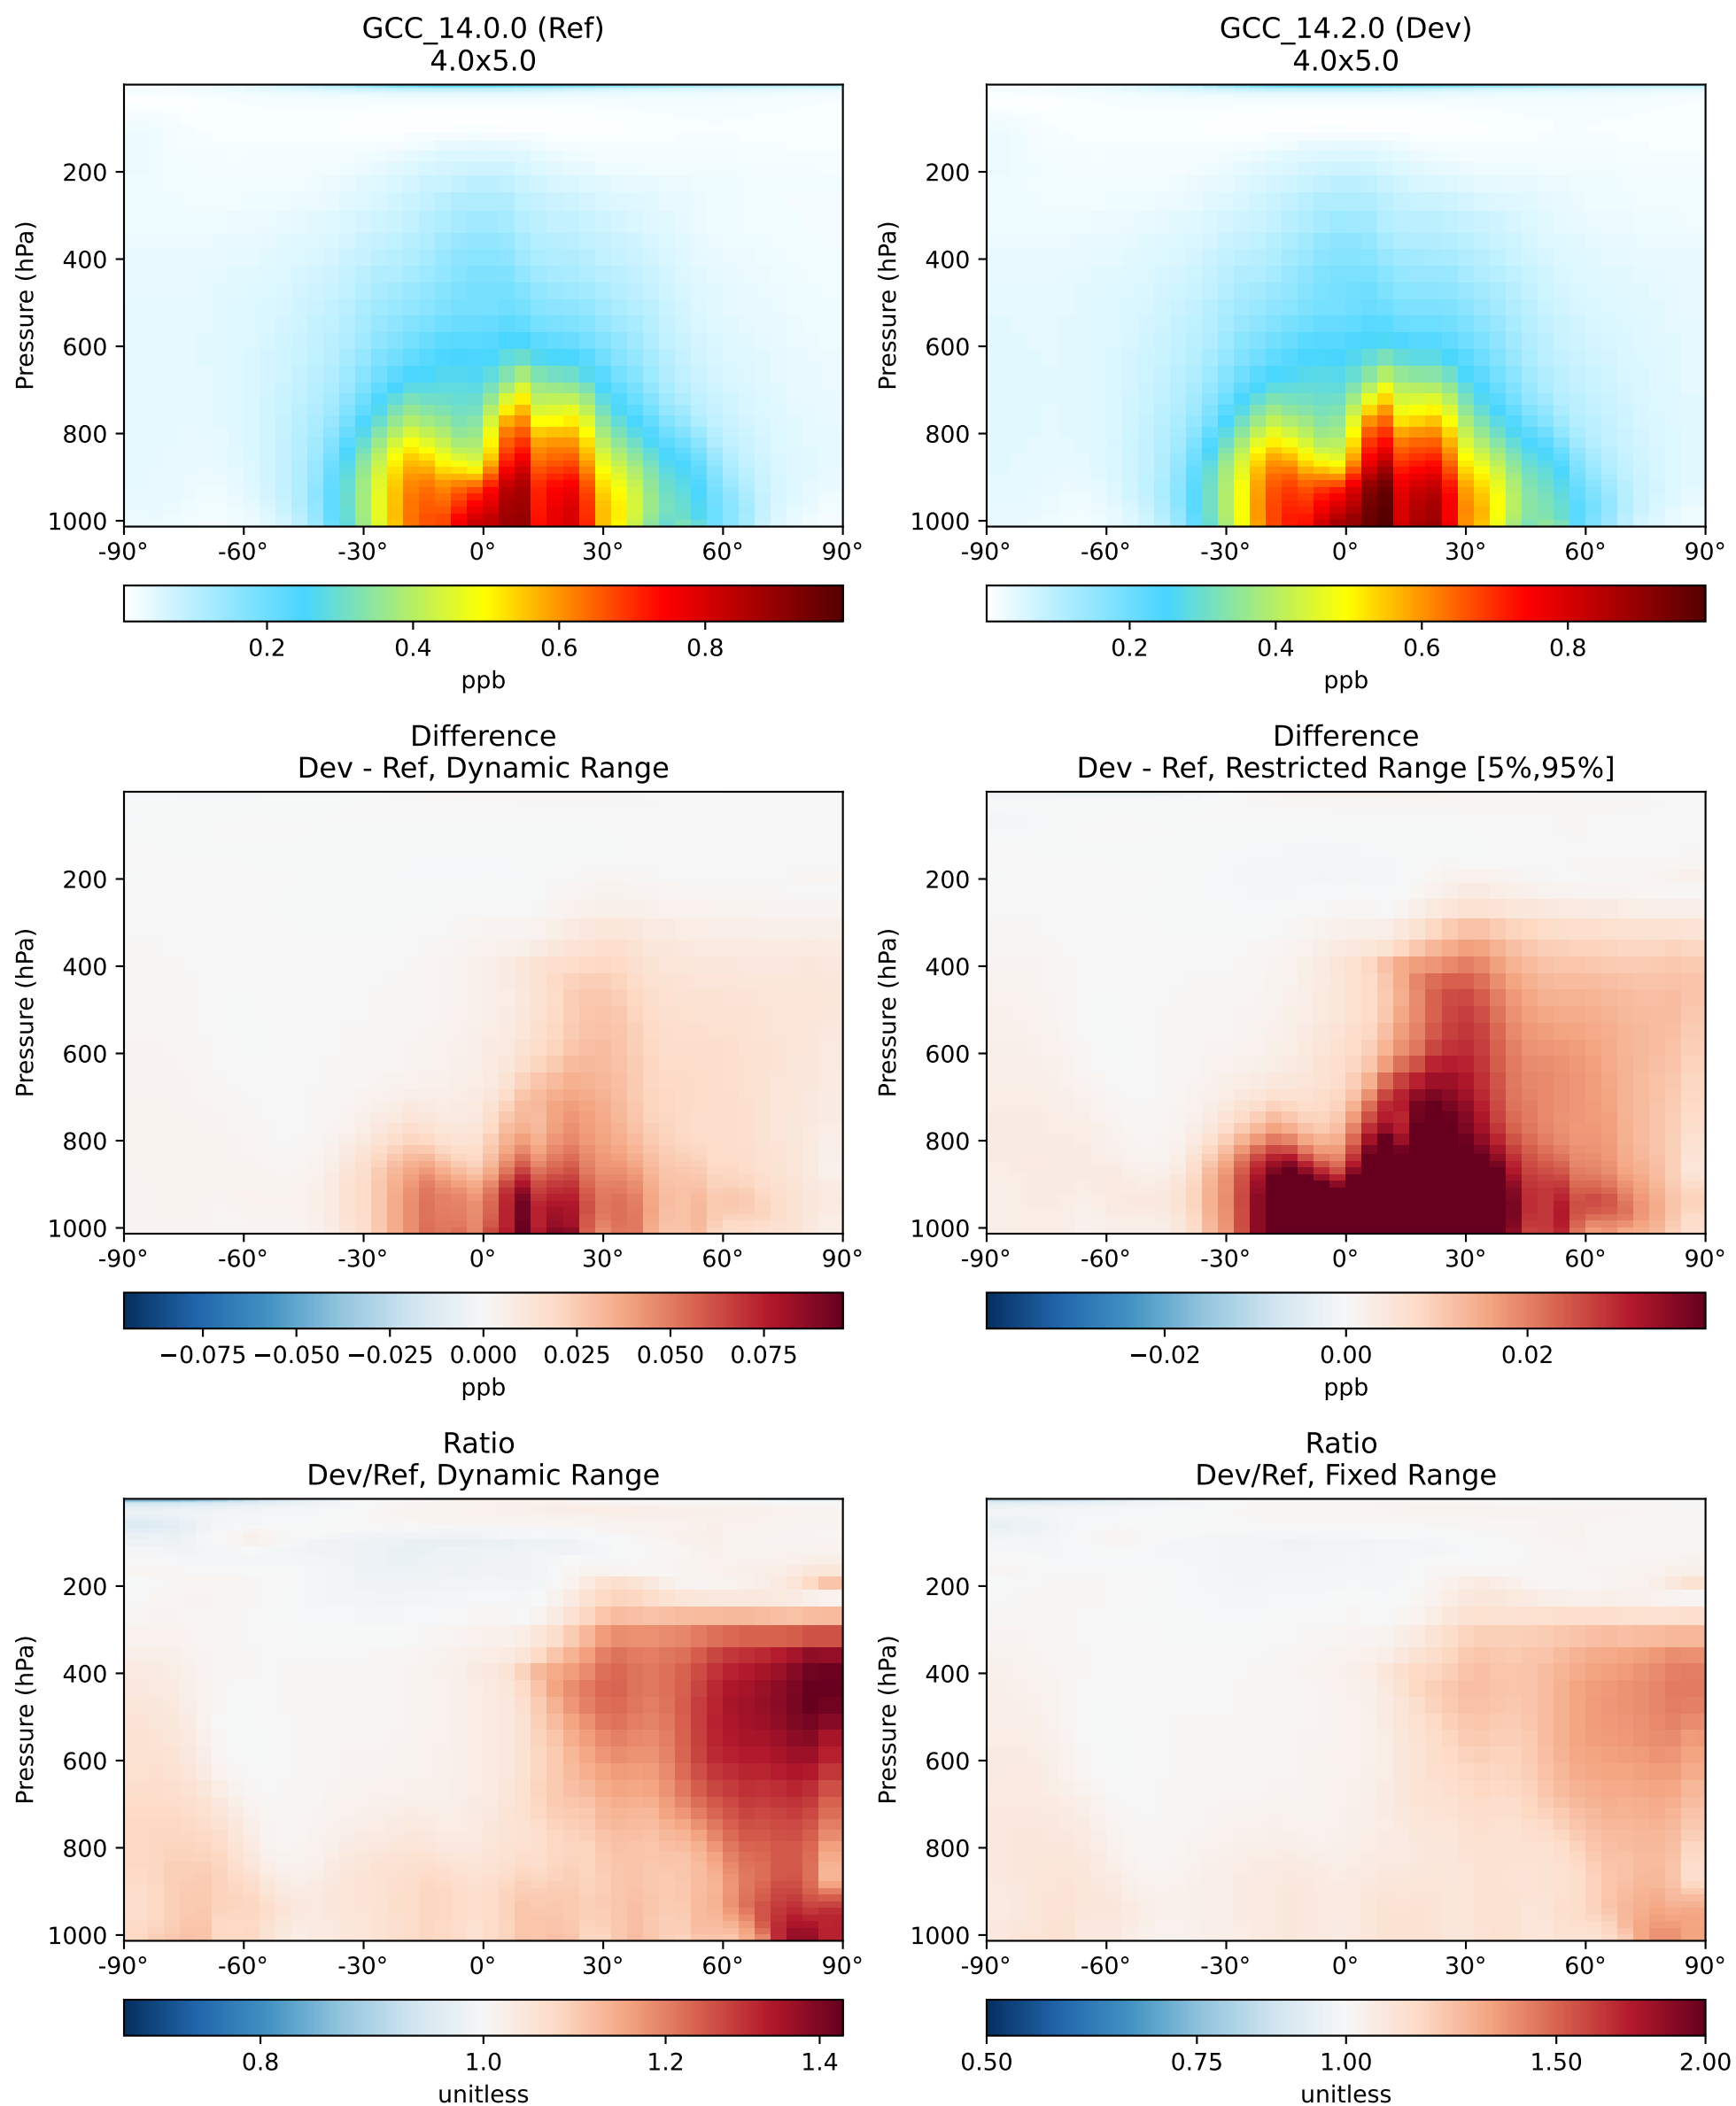 GCC_14.0.0 (Ref)
4.0x5.0
Pressure (hPa)
200
400
600
800
1000
-90° -60° -30° 0° 30° 60° 90°
0.2 0.4 0.6 0.8
ppb
GCC_14.2.0 (Dev)
4.0x5.0
Pressure (hPa)
200
400
600
800
1000
-90° -60° -30° 0° 30° 60° 90°
0.2 0.4 0.6 0.8
ppb
Difference
Dev - Ref, Dynamic Range
Pressure (hPa)
200
400
600
800
1000
-90° -60° -30° 0° 30° 60° 90°
−0.075 −0.050 −0.025 0.000 0.025 0.050 0.075
ppb
Difference
Dev - Ref, Restricted Range [5%,95%]
Pressure (hPa)
200
400
600
800
1000
-90° -60° -30° 0° 30° 60° 90°
−0.02 0.00 0.02
ppb
Ratio
Dev/Ref, Dynamic Range
Pressure (hPa)
200
400
600
800
1000
-90° -60° -30° 0° 30° 60° 90°
0.8 1.0 1.2 1.4
unitless
Ratio
Dev/Ref, Fixed Range
Pressure (hPa)
200
400
600
800
1000
-90° -60° -30° 0° 30° 60° 90°
0.50 0.75 1.00 1.50 2.00
unitless